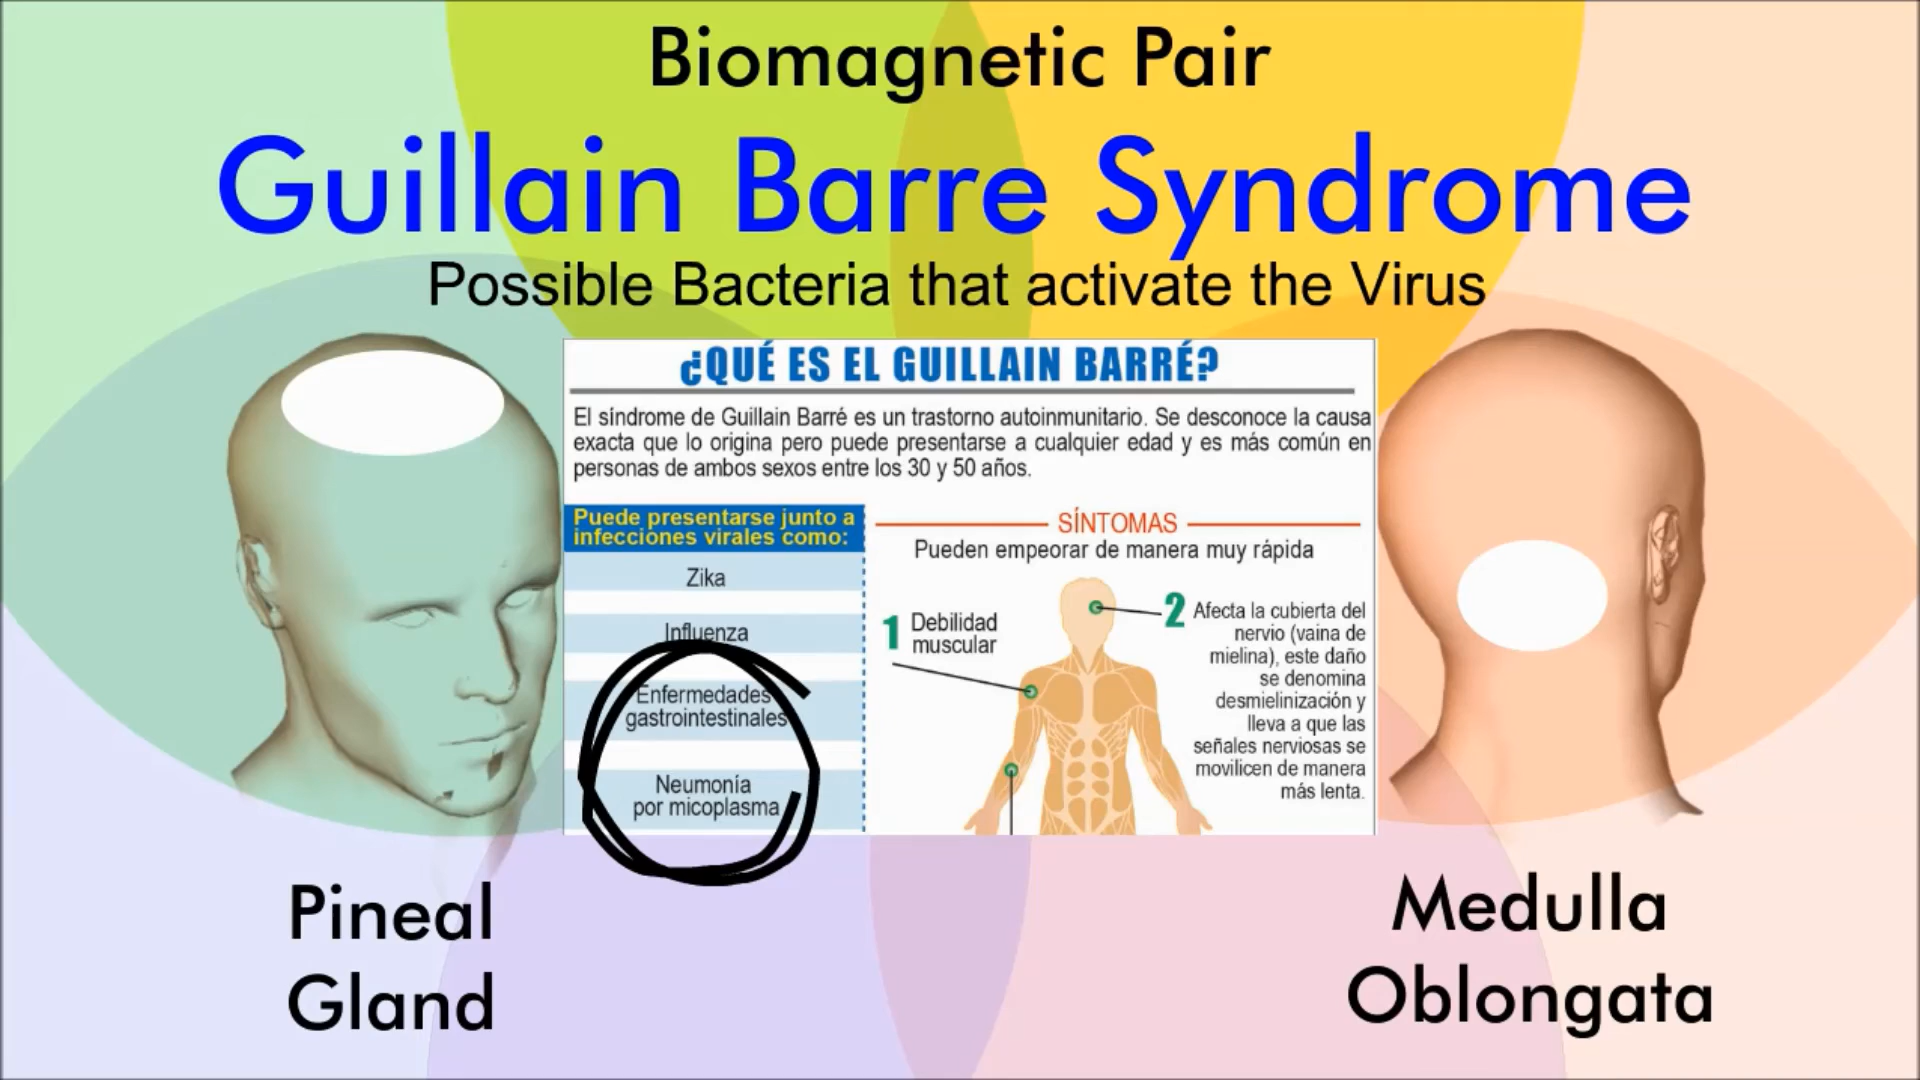 Biomagnetic Pair
Guillain Barre Syndrome
Possible Bacteria that activate the Virus
¿QUÉ ES EL GUILLAIN BARRÉ?
El síndrome de Guillain Barré es un trastorno autoinmunitario. Se desconoce la causa
exacta que lo origina pero puede presentarse a cualquier edad y es más común en
personas de ambos sexos entre los 30 y 50 años.
Puede presentarse junto a
infecciones virales como:
Zika
Influenza
Enfermedades
gastrointestinales
Neumonía
por micoplasma
SÍNTOMAS
Pueden empeorar de manera muy rápida
1 Debilidad
muscular
2 Afecta la cubierta del
nervio (vaina de
mielina), este daño
se denomina
desmielinización y
lleva a que las
señales nerviosas se
movilicen de manera
más lenta.
Pineal
Gland
Medulla
Oblongata